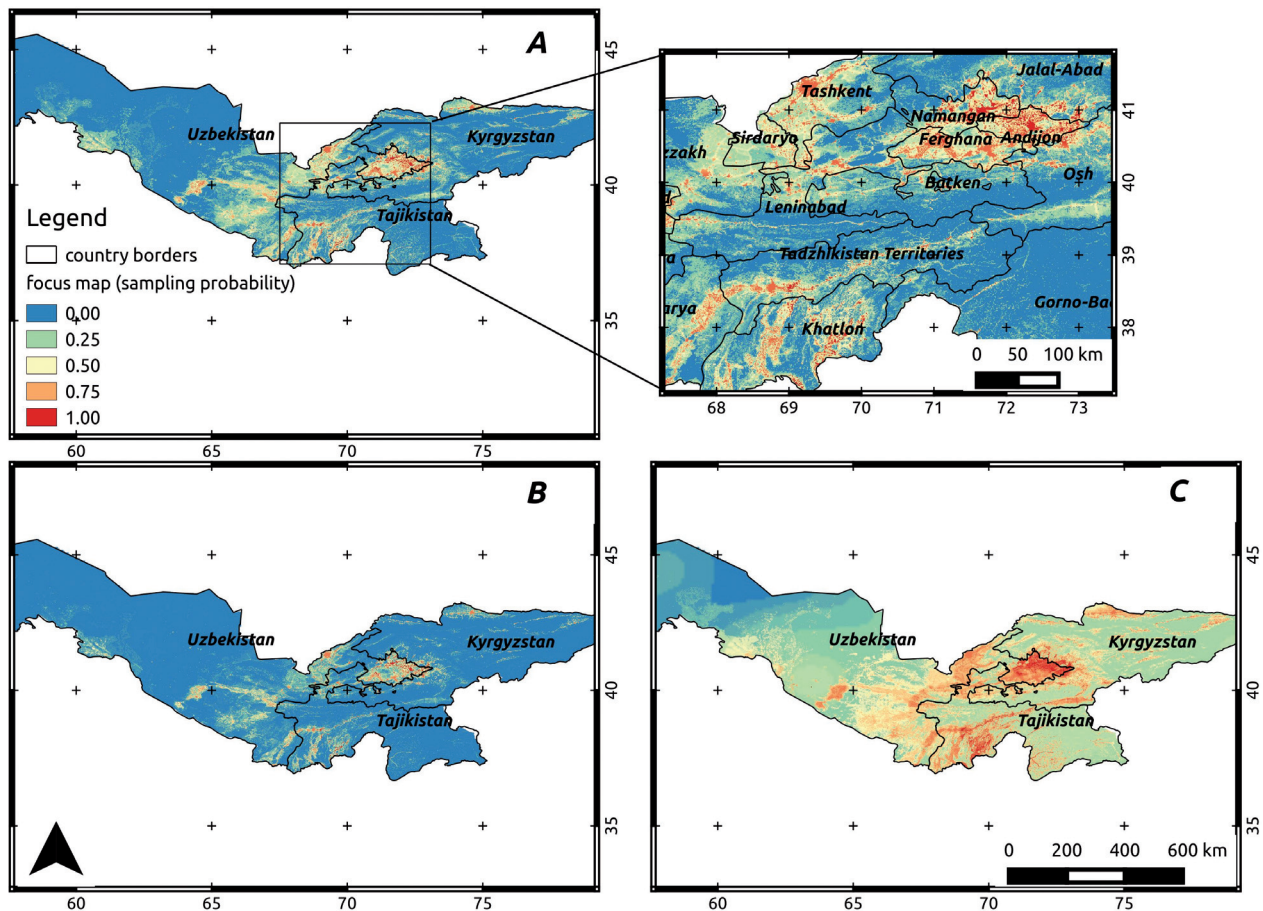 A
45
40
35
Uzbekistan
Kyrgyzstan
Tajikistan
Legend
country borders
focus map (sampling probability)
0.00
0.25
0.50
0.75
1.00
60
65
70
75
Jalal-Abad
Tashkent
Namangan
Sirdarya
Ferghana
Andijon
zzakh
Batken
Osh
d
Leninabad
ra
Tadzhikistan Territories
arya
Khatlon
Gorno-Ba
0 50 100 km
41
40
39
38
68
69
70
71
72
73
B
45
40
35
Uzbekistan
Kyrgyzstan
Tajikistan
60
65
70
75
C
45
40
35
Uzbekistan
Kyrgyzstan
Tajikistan
0 200 400 600 km
60
65
70
75